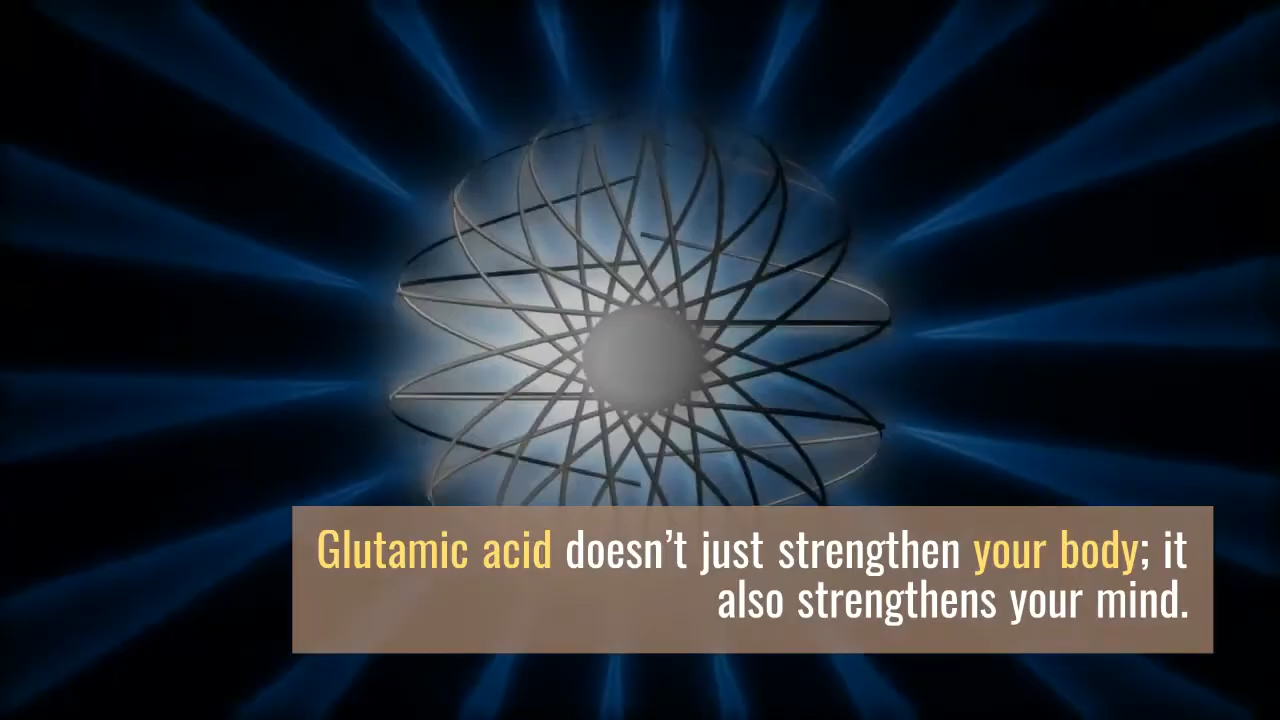 Glutamic acid doesn’t just strengthen your body; it
also strengthens your mind.